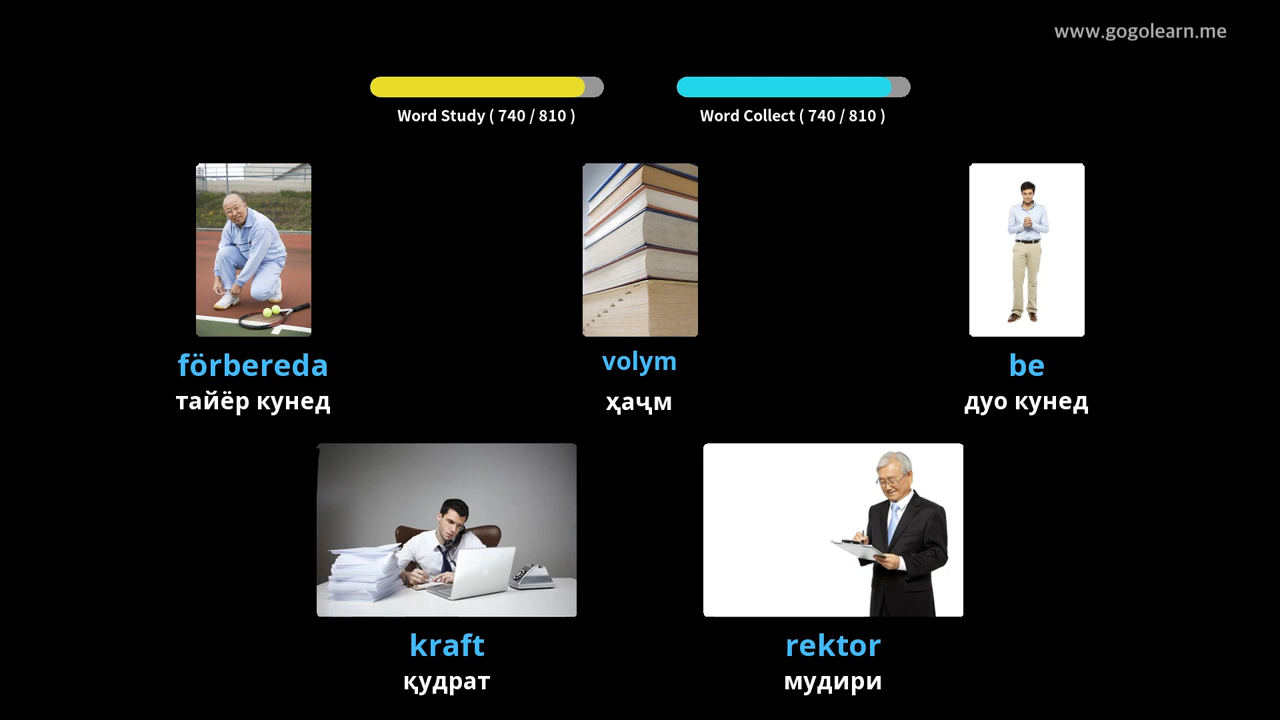 www.gogolearn.me
Word Study ( 740 / 810 )
Word Collect ( 740 / 810 )
förbereda
тайёр кунед
volym
ҳаҷм
be
дуо кунед
kraft
қудрат
rektor
мудири